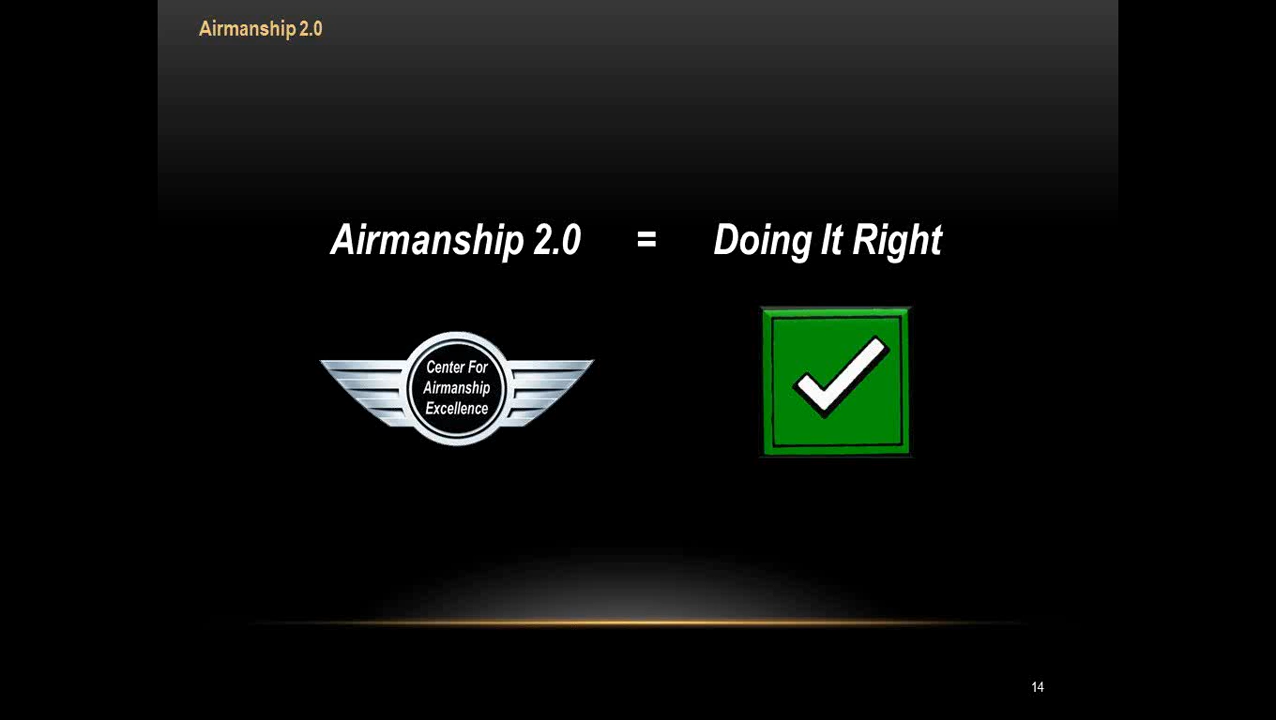 Airmanship 2.0
Airmanship 2.0 = Doing It Right
Center For
Airmanship
Excellence
14